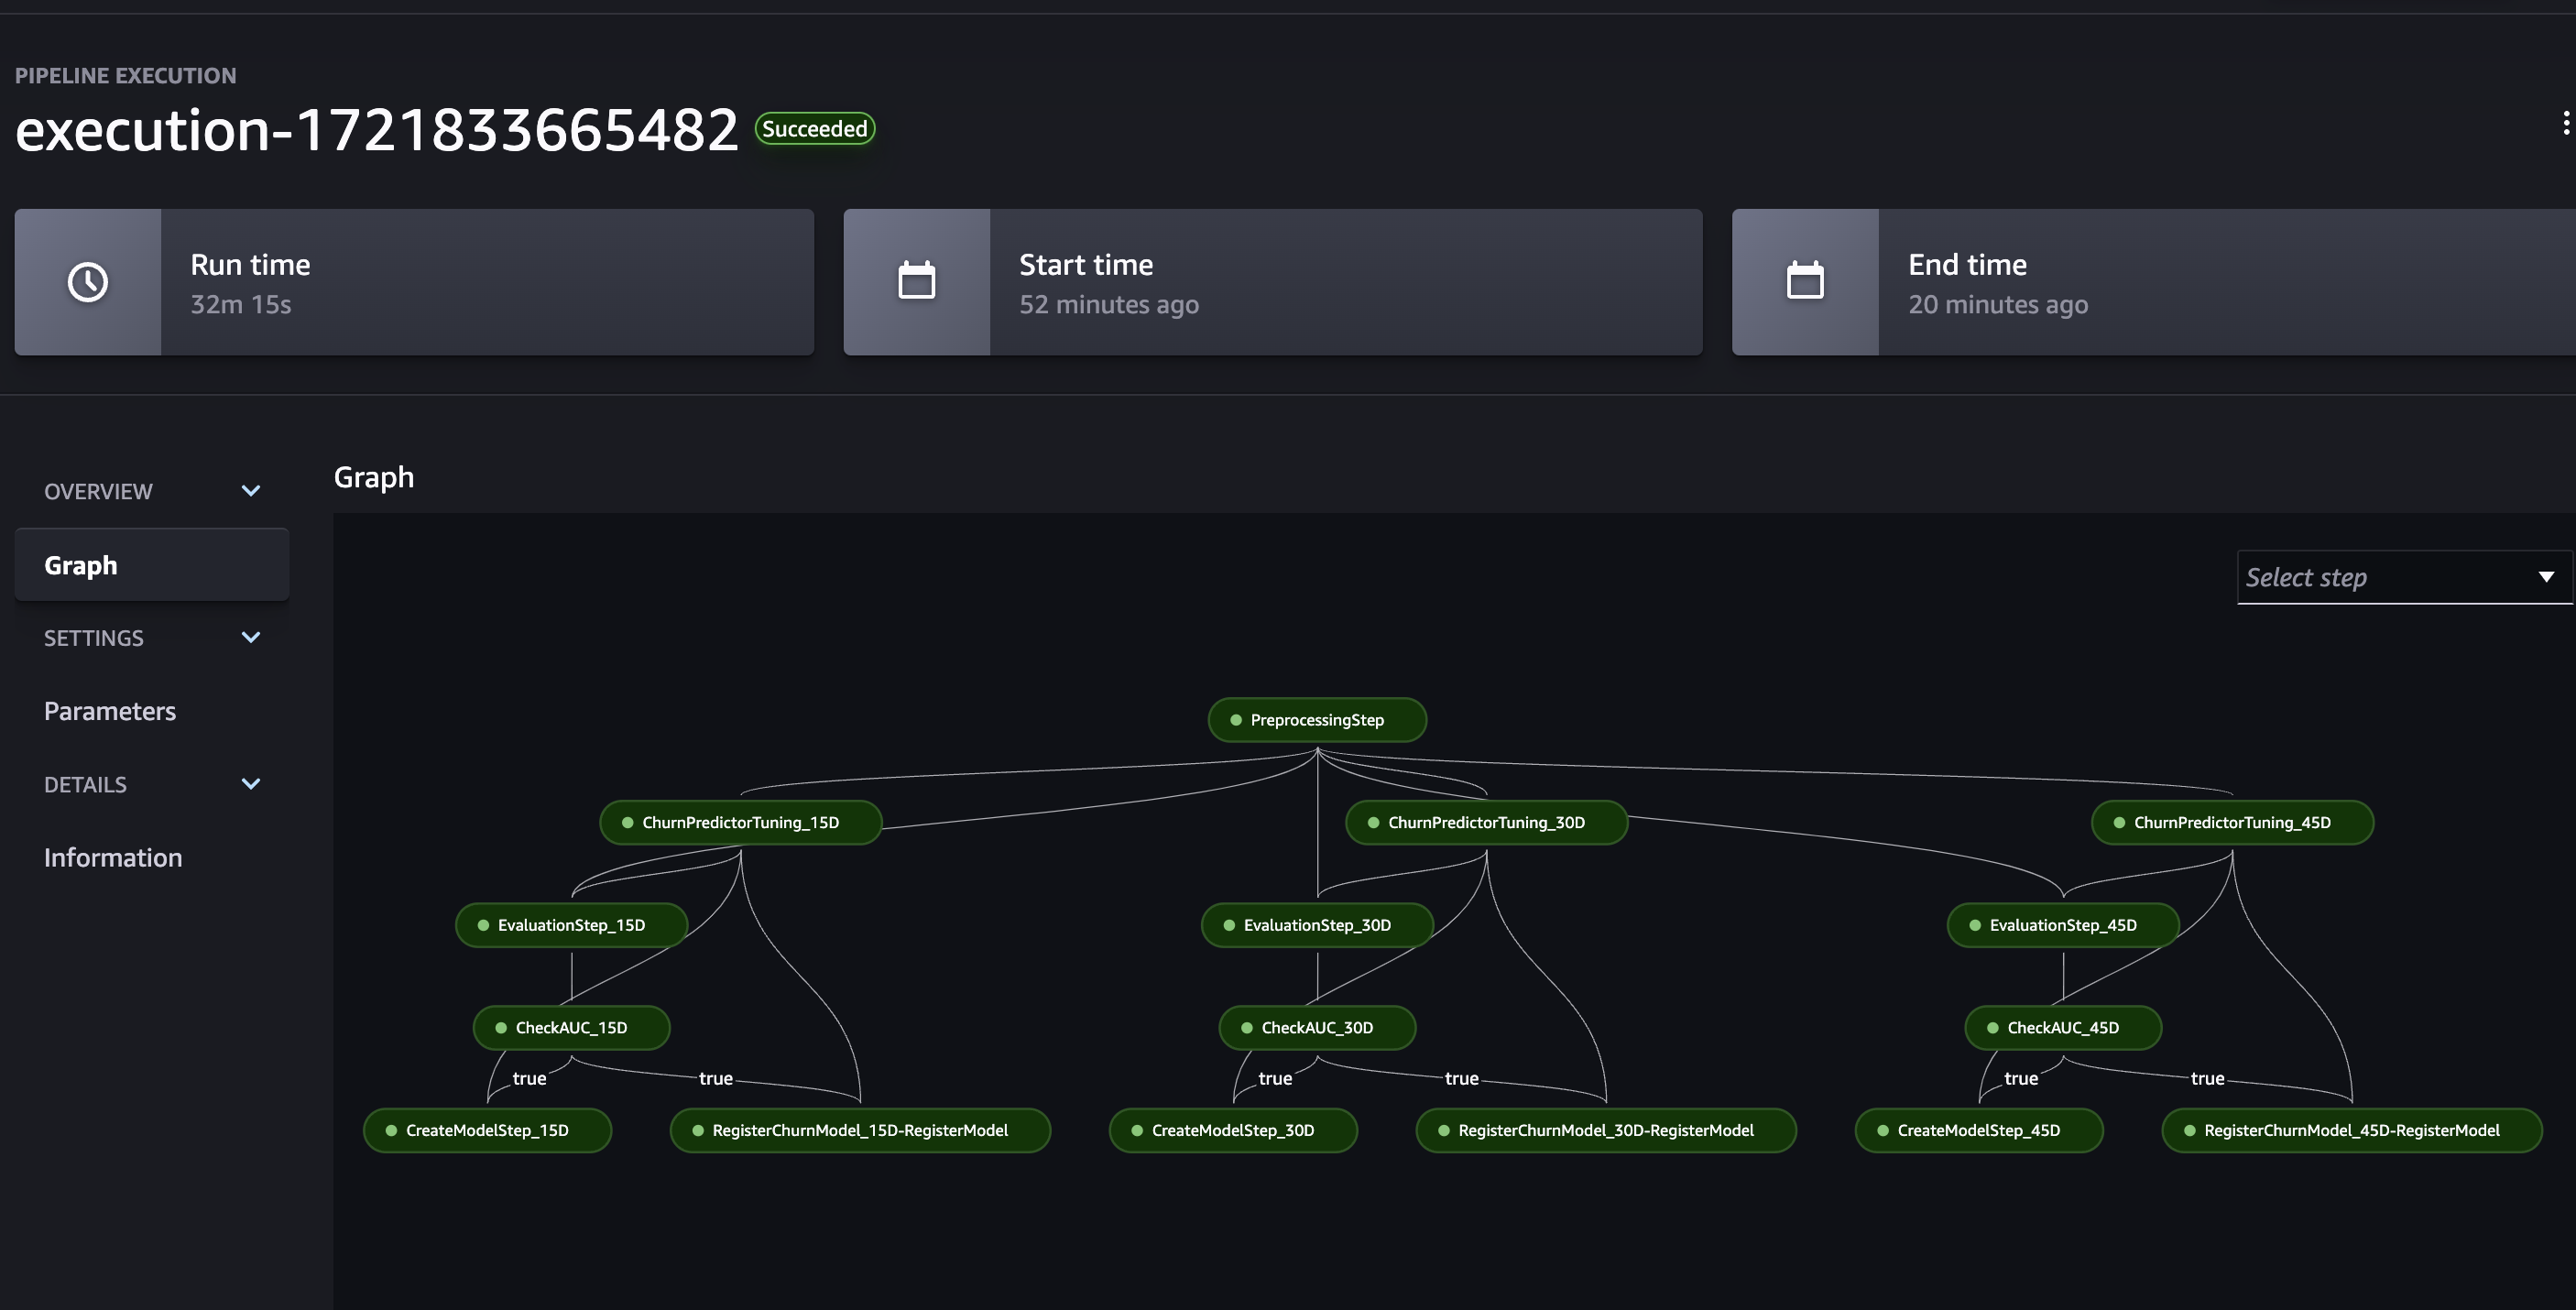 PIPELINE EXECUTION
execution-1721833665482 Succeeded
Run time
32m 15s
Start time
52 minutes ago
End time
20 minutes ago
OVERVIEW
Graph
SETTINGS
Parameters
DETAILS
Information
Graph
Select step
PreprocessingStep
ChurnPredictorTuning_15D
ChurnPredictorTuning_30D
ChurnPredictorTuning_45D
EvaluationStep_15D
EvaluationStep_30D
EvaluationStep_45D
CheckAUC_15D
CheckAUC_30D
CheckAUC_45D
true
true
true
true
true
true
CreateModelStep_15D
RegisterChurnModel_15D-RegisterModel
CreateModelStep_30D
RegisterChurnModel_30D-RegisterModel
CreateModelStep_45D
RegisterChurnModel_45D-RegisterModel